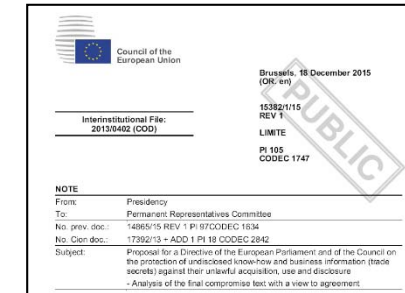 Council of the
European Union
Brussels, 18 December 2015
(OR. en)
15382/1/15
REV 1
LIMITE
PI 105
CODEC 1747
Interinstitutional File:
2013/0402 (COD)
PUBLIC
NOTE
From: Presidency
To: Permanent Representatives Committee
No. prev. doc.: 14865/15 REV 1 PI 97CODEC 1634
No. Cion doc.: 17392/13 + ADD 1 PI 18 CODEC 2842
Subject: Proposal for a Directive of the European Parliament and of the Council on
the protection of undisclosed know-how and business information (trade
secrets) against their unlawful acquisition, use and disclosure
- Analysis of the final compromise text with a view to agreement